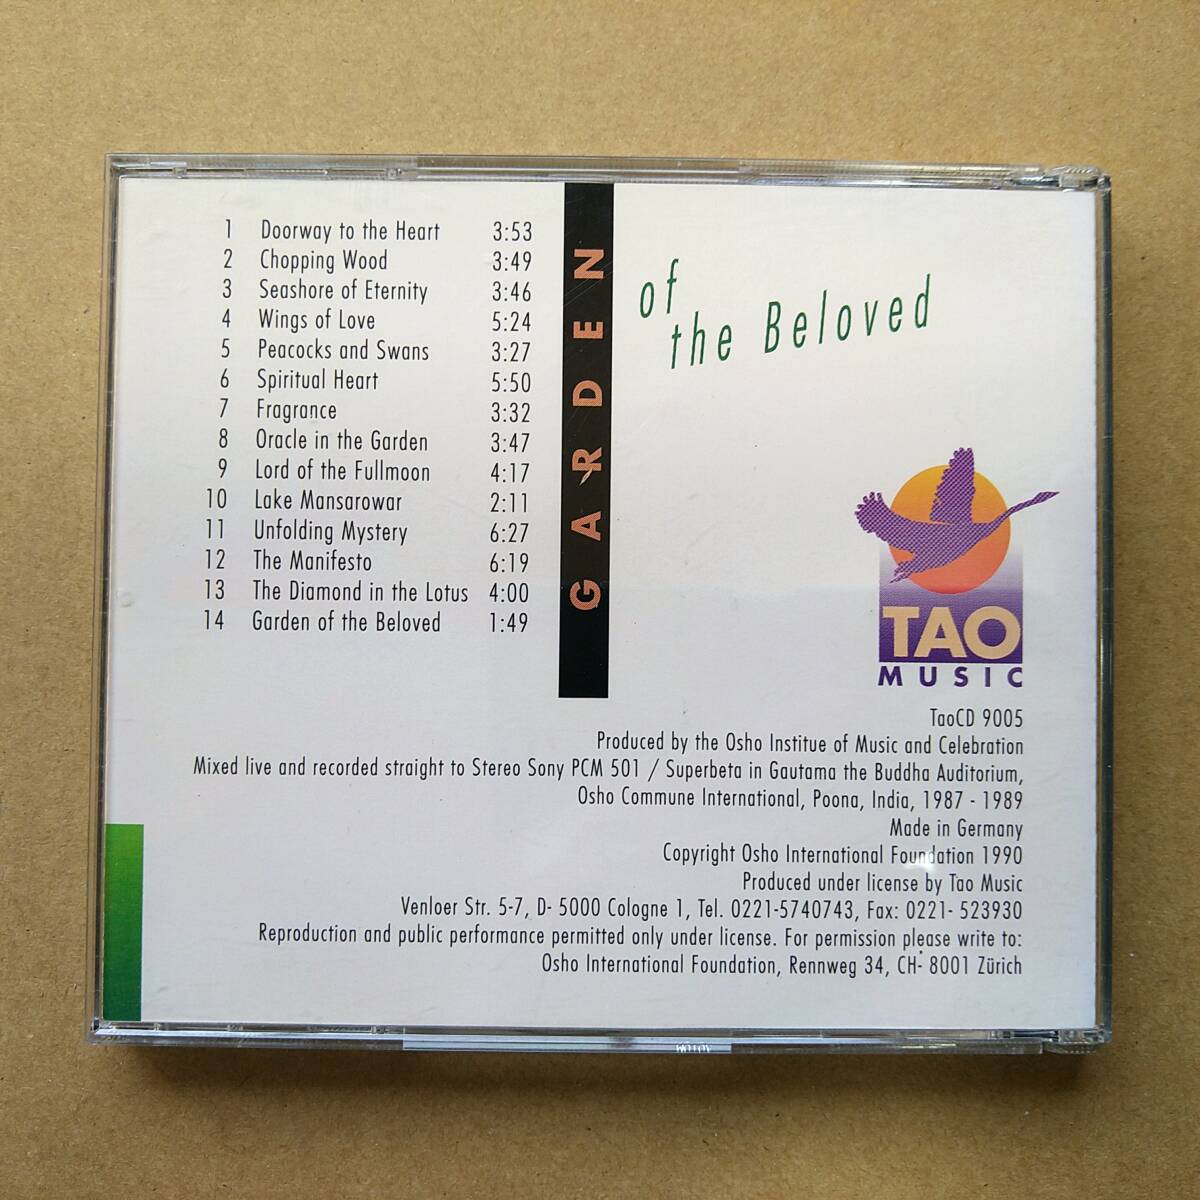 1 Doorway to the Heart 3:53
2 Chopping Wood 3:49
3 Seashore of Eternity 3:46
4 Wings of Love 5:24
5 Peacocks and Swans 3:27
6 Spiritual Heart 5:50
7 Fragrance 3:32
8 Oracle in the Garden 3:47
9 Lord of the Fullmoon 4:17
10 Lake Mansarowar 2:11
11 Unfolding Mystery 6:27
12 The Manifesto 6:19
13 The Diamond in the Lotus 4:00
14 Garden of the Beloved 1:49
GARDEN
of
the Beloved
TAO
MUSIC
TaoCD 9005
Produced by the Osho Institue of Music and Celebration
Mixed live and recorded straight to Stereo Sony PCM 501 / Superbeta in Gautama the Buddha Auditorium,
Osho Commune International, Poona, India, 1987 - 1989
Made in Germany
Copyright Osho International Foundation 1990
Produced under license by Tao Music
Venloer Str. 5-7, D- 5000 Cologne 1, Tel. 0221-5740743, Fax: 0221- 523930
Reproduction and public performance permitted only under license. For permission please write to:
Osho International Foundation, Rennweg 34, CH- 8001 Zürich